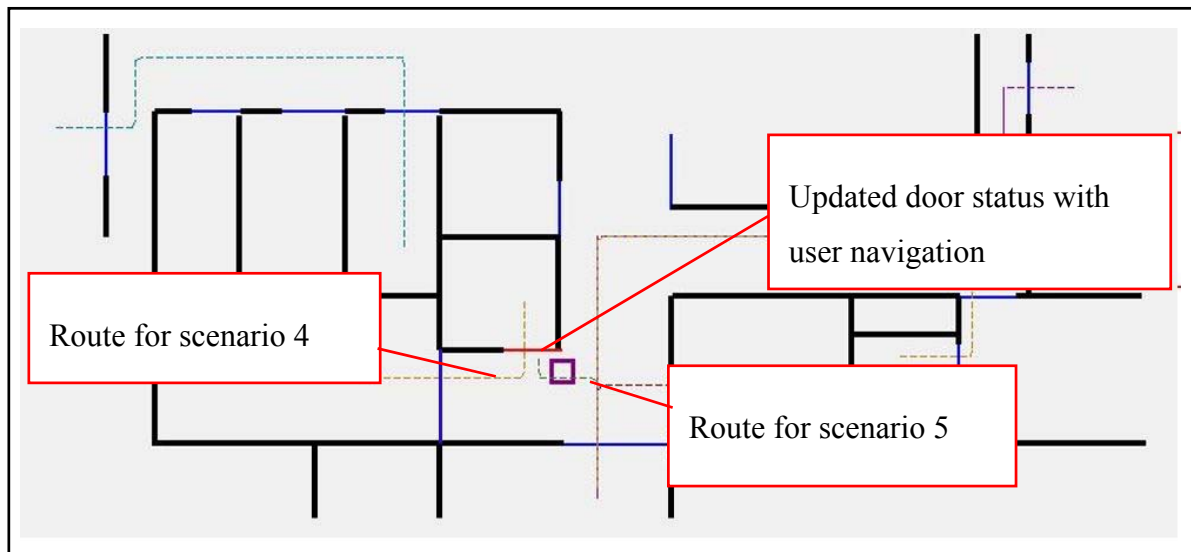 Updated door status with
user navigation
Route for scenario 4
Route for scenario 5